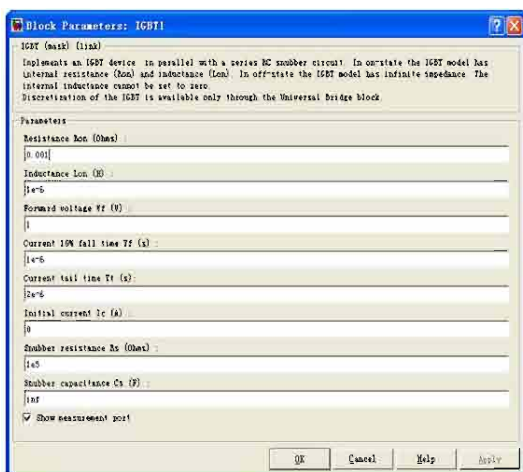 Block Parameters: IGBT1
IGBT (mask) (link)
Implements an IGBT device in parallel with a series RC snubber circuit. In on-state the IGBT model has
internal resistance (Ron) and inductance (Lon). In off-state the IGBT model has infinite impedance. The
internal inductance cannot be set to zero.
Discretization of the IGBT is available only through the Universal Bridge block.
Parameters
Resistance Ron (Ohms) :
0.001
Inductance Lon (H) :
1e-6
Forward voltage Vf (V) :
1
Current 10% fall time Tf (s) :
1e-6
Current tail time Tt (s):
2e-6
Initial current Ic (A) :
0
Snubber resistance Rs (Ohms) :
1e5
Snubber capacitance Cs (F) :
inf
Show measurement port
OK Cancel Help Apply